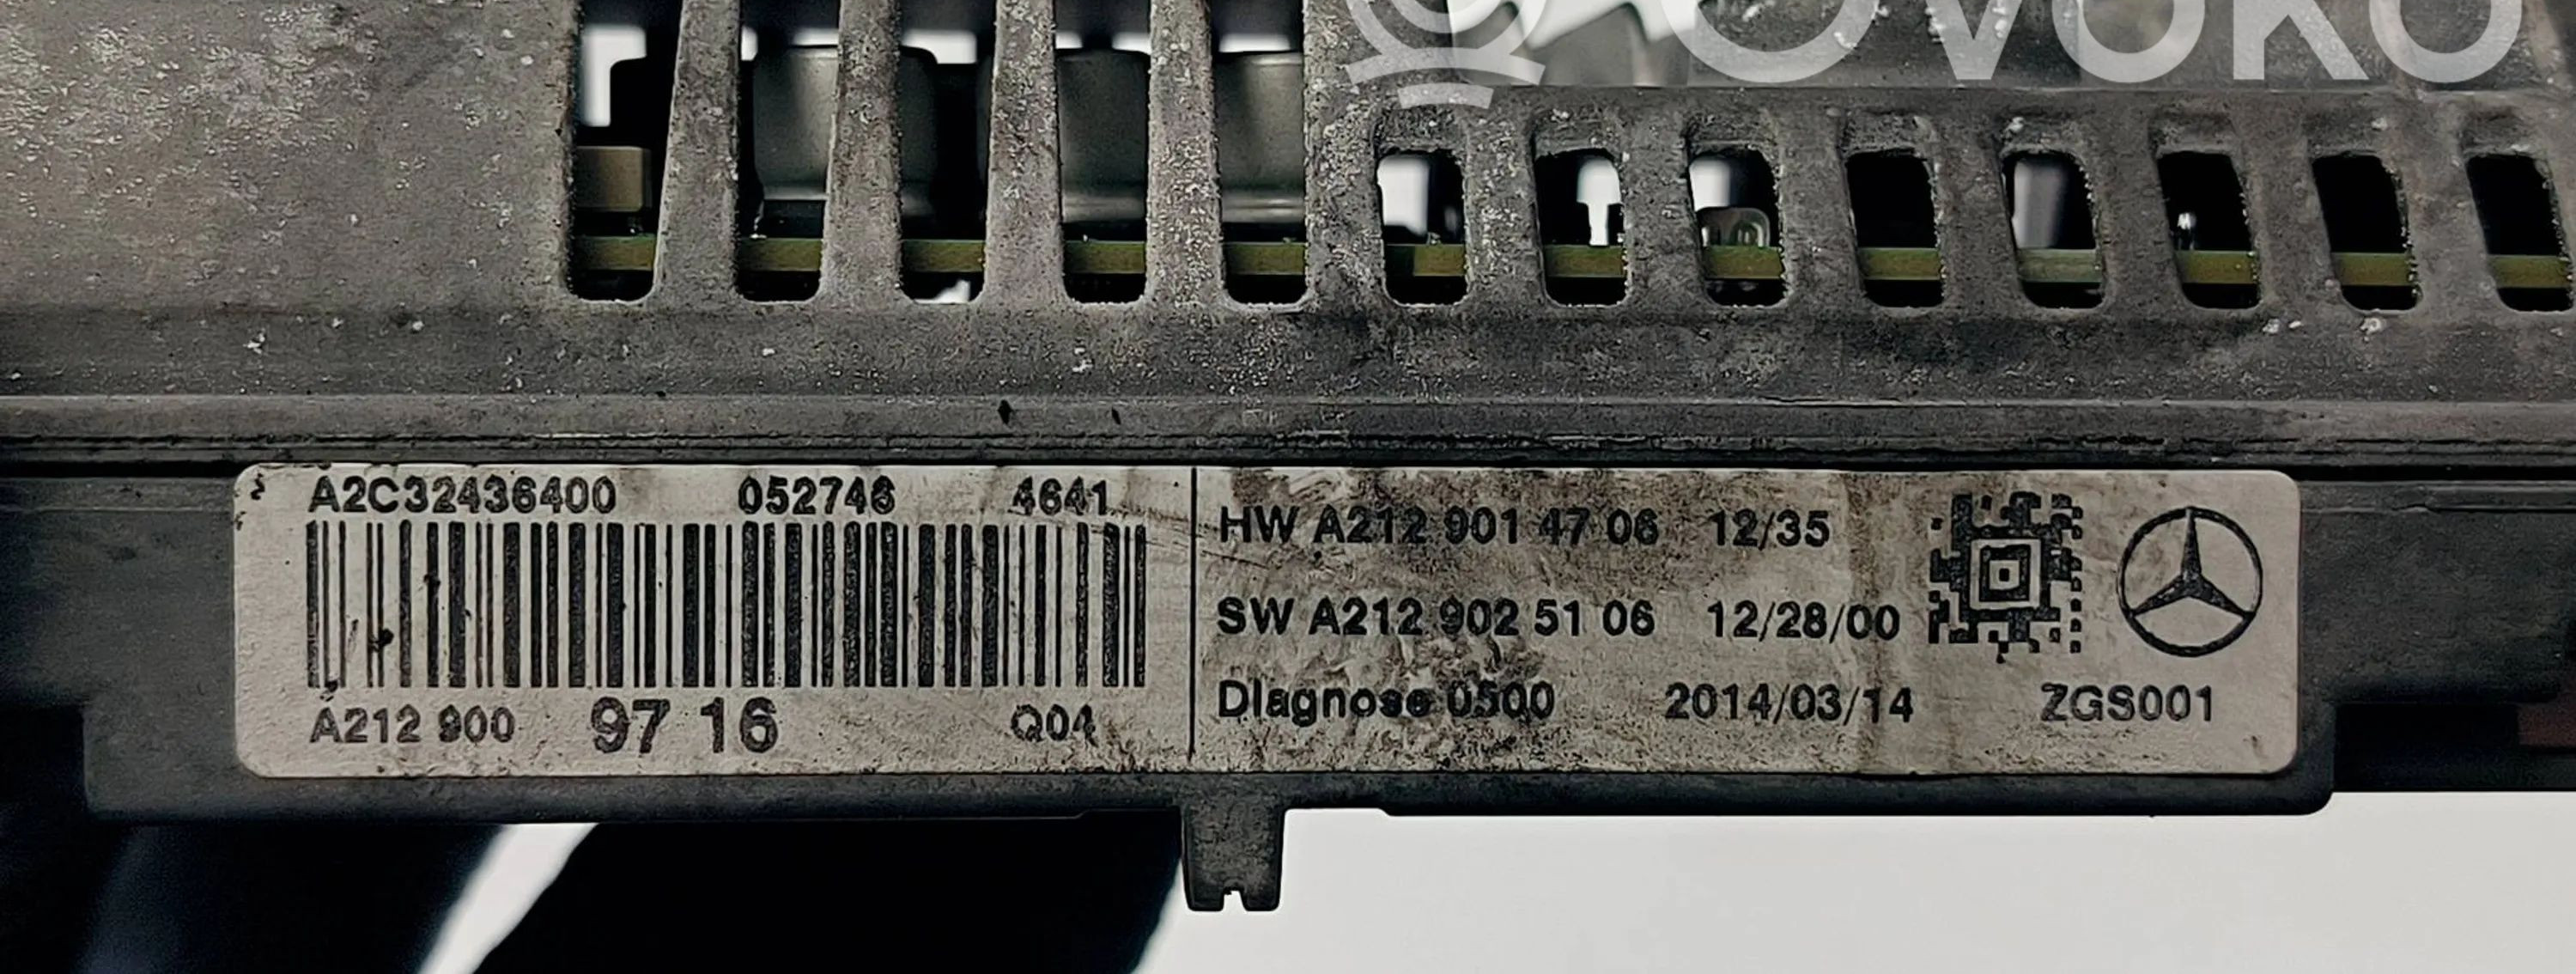 OVOKO
A2C32436400 052746 4641
A212 900 97 16 Q04
HW A212 901 47 06 12/35
SW A212 902 51 06 12/28/00
Diagnose 0500 2014/03/14 ZGS001